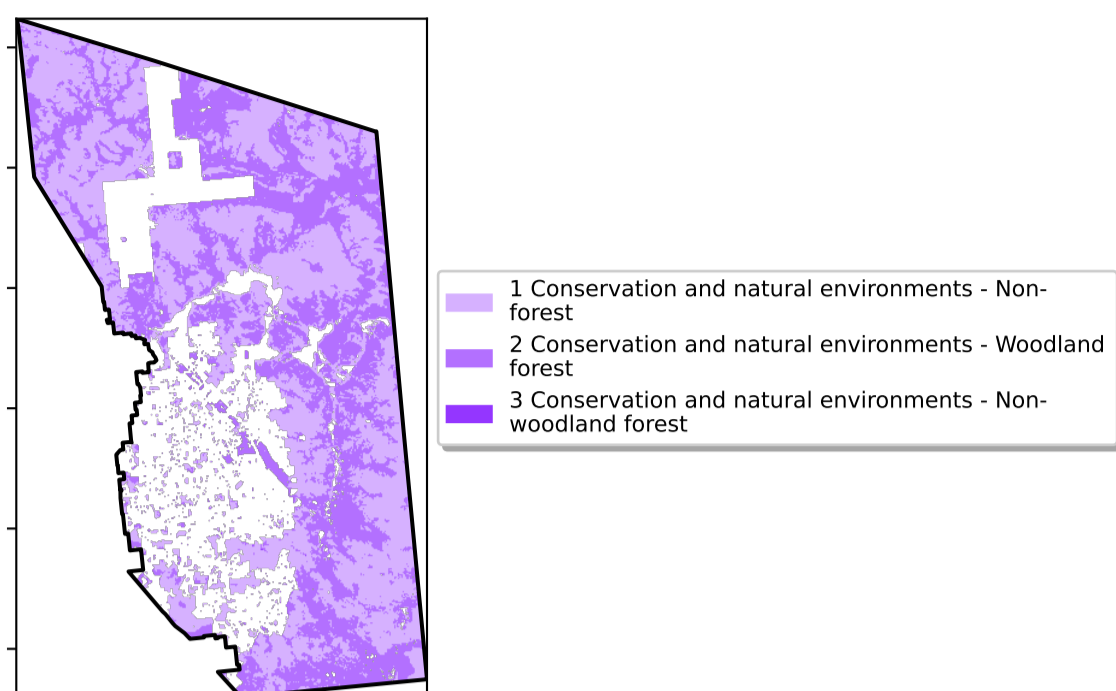 1 Conservation and natural environments - Non-
forest
2 Conservation and natural environments - Woodland
forest
3 Conservation and natural environments - Non-
woodland forest